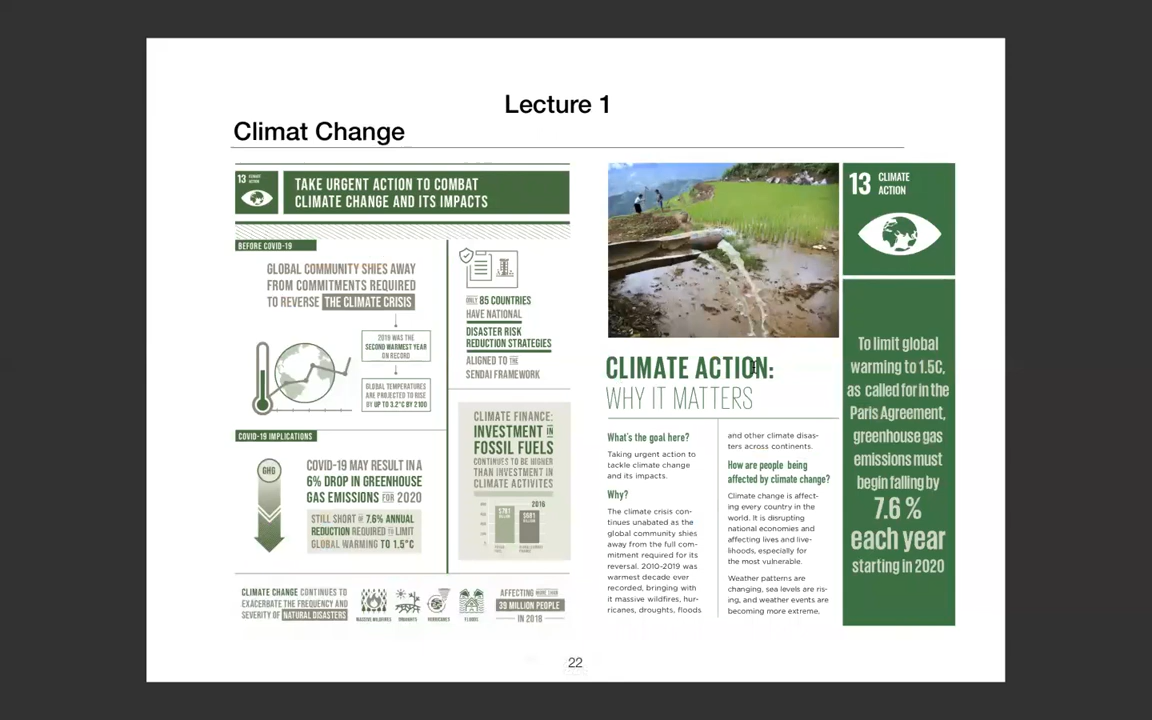 Lecture 1
Climat Change
13 CLIMATE
ACTION
TAKE URGENT ACTION TO COMBAT
CLIMATE CHANGE AND ITS IMPACTS
BEFORE COVID-19
GLOBAL COMMUNITY SHIES AWAY
FROM COMMITMENTS REQUIRED
TO REVERSE THE CLIMATE CRISIS
2019 WAS THE
SECOND WARMEST YEAR
ON RECORD
GLOBAL TEMPERATURES
ARE PROJECTED TO RISE
BY UP TO 3.2°C BY 2100
ONLY 85 COUNTRIES
HAVE NATIONAL
DISASTER RISK
REDUCTION STRATEGIES
ALIGNED TO THE
SENDAI FRAMEWORK
COVID-19 IMPLICATIONS
GHG
COVID-19 MAY RESULT IN A
6% DROP IN GREENHOUSE
GAS EMISSIONS FOR 2020
STILL SHORT OF 7.6% ANNUAL
REDUCTION REQUIRED TO LIMIT
GLOBAL WARMING TO 1.5°C
CLIMATE FINANCE:
INVESTMENT IN
FOSSIL FUELS
CONTINUES TO BE HIGHER
THAN INVESTMENT IN
CLIMATE ACTIVITES
2016
$781
BILLION
$681
BILLION
CLIMATE CHANGE CONTINUES TO
EXACERBATE THE FREQUENCY AND
SEVERITY OF NATURAL DISASTERS
MASSIVE WILDFIRES
DROUGHTS
HURRICANES
FLOODS
AFFECTING MORE THAN
39 MILLION PEOPLE
IN 2018
CLIMATE ACTION:
WHY IT MATTERS
What's the goal here?
Taking urgent action to
tackle climate change
and its impacts.
Why?
The climate crisis con-
tinues unabated as the
global community shies
away from the full com-
mitment required for its
reversal. 2010-2019 was
warmest decade ever
recorded, bringing with
it massive wildfires, hur-
ricanes, droughts, floods
and other climate disas-
ters across continents.
How are people being
affected by climate change?
Climate change is affect-
ing every country in the
world. It is disrupting
national economies and
affecting lives and live-
lihoods, especially for
the most vulnerable.
Weather patterns are
changing, sea levels are ris-
ing, and weather events are
becoming more extreme,
13 CLIMATE
ACTION
To limit global
warming to 1.5C,
as called for in the
Paris Agreement,
greenhouse gas
emissions must
begin falling by
7.6 %
each year
starting in 2020
22